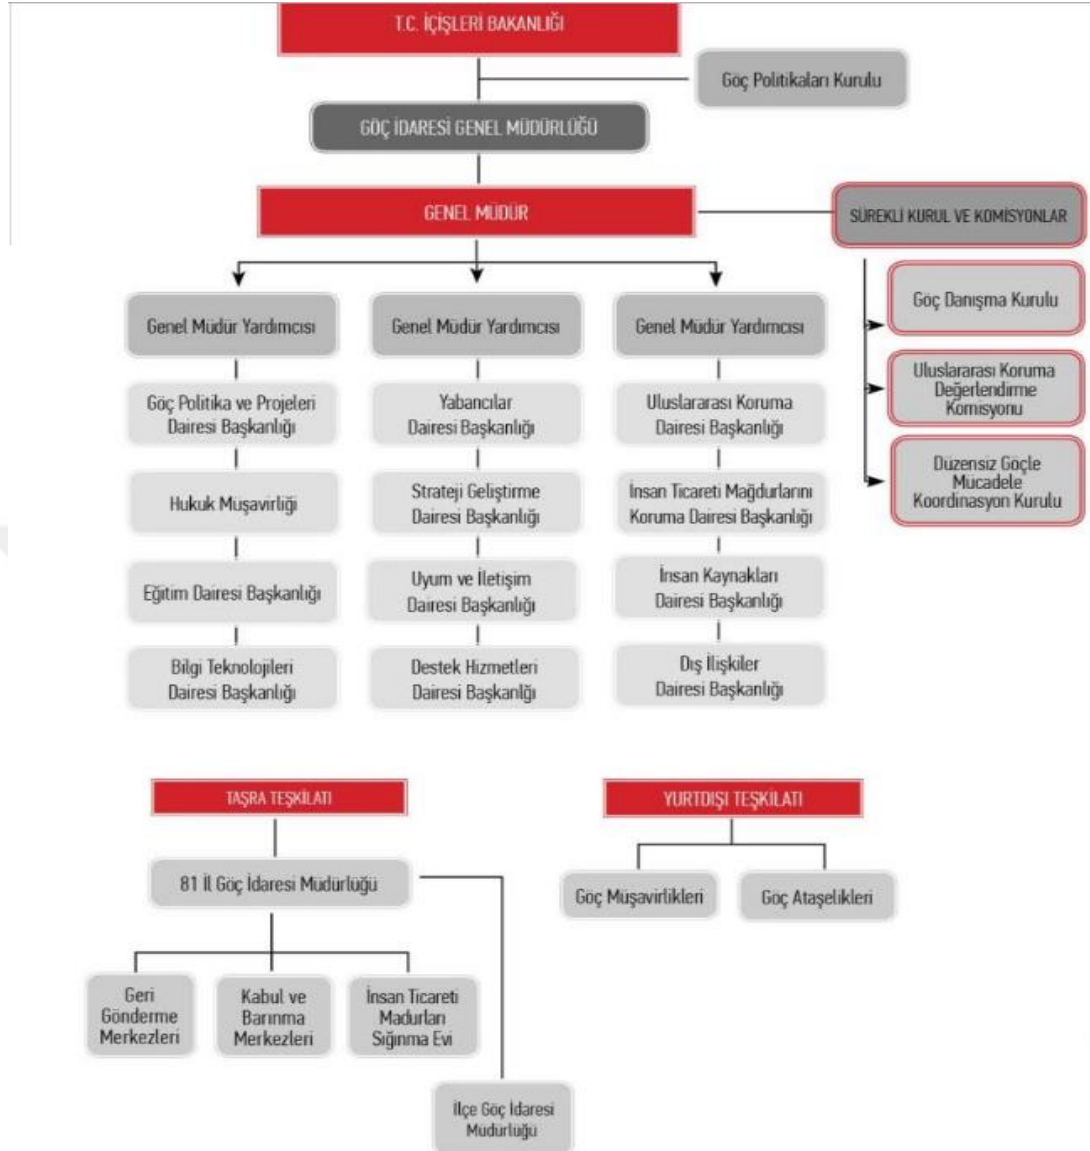 T.C. İÇİŞLERİ BAKANLIĞI
Göç Politikaları Kurulu
GÖÇ İDARESİ GENEL MÜDÜRLÜĞÜ
GENEL MÜDÜR
SÜREKLİ KURUL VE KOMİSYONLAR
Göç Danışma Kurulu
Uluslararası Koruma
Değerlendirme
Komisyonu
Düzensiz Göçle
Mücadele
Koordinasyon Kurulu
Genel Müdür Yardımcısı
Göç Politika ve Projeleri
Dairesi Başkanlığı
Hukuk Müşavirliği
Eğitim Dairesi Başkanlığı
Bilgi Teknolojileri
Dairesi Başkanlığı
Genel Müdür Yardımcısı
Yabancılar
Dairesi Başkanlığı
Strateji Geliştirme
Dairesi Başkanlığı
Uyum ve İletişim
Dairesi Başkanlığı
Destek Hizmetleri
Dairesi Başkanlğı
Genel Müdür Yardımcısı
Uluslararası Koruma
Dairesi Başkanlığı
İnsan Ticareti Mağdurlarını
Koruma Dairesi Başkanlığı
İnsan Kaynakları
Dairesi Başkanlığı
Dış İlişkiler
Dairesi Başkanlığı
TAŞRA TEŞKİLATI
81 İl Göç İdaresi Müdürlüğü
Geri
Gönderme
Merkezleri
Kabul ve
Barınma
Merkezleri
İnsan Ticareti
Madurları
Sığınma Evi
İlçe Göç İdaresi
Müdürlüğü
YURTDIŞI TEŞKİLATI
Göç Müşavirlikleri
Göç Ataşelikleri